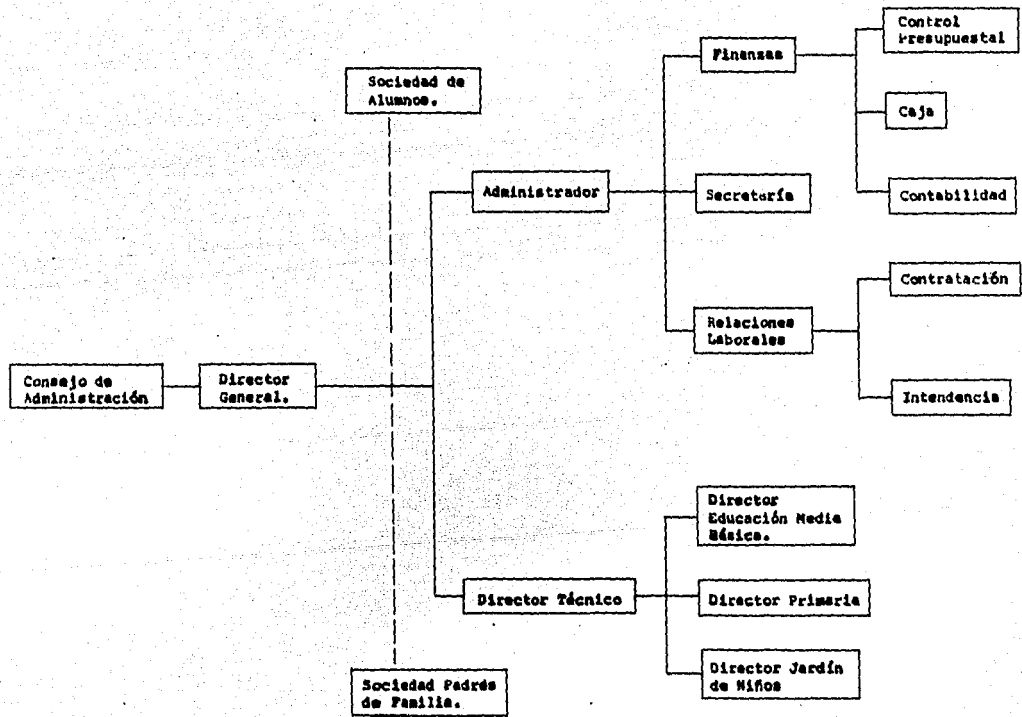 Control
Presupuestal
Finanzas
Sociedad de
Alumnos.
Caja
Administrador
Secretaría
Contabilidad
Contratación
Relaciones
Laborales
Consejo de
Administración
Director
General.
Intendencia
Director
Educación Media
Básica.
Director Técnico
Director Primaria
Director Jardín
de Niños
Sociedad Padres
de Familia.